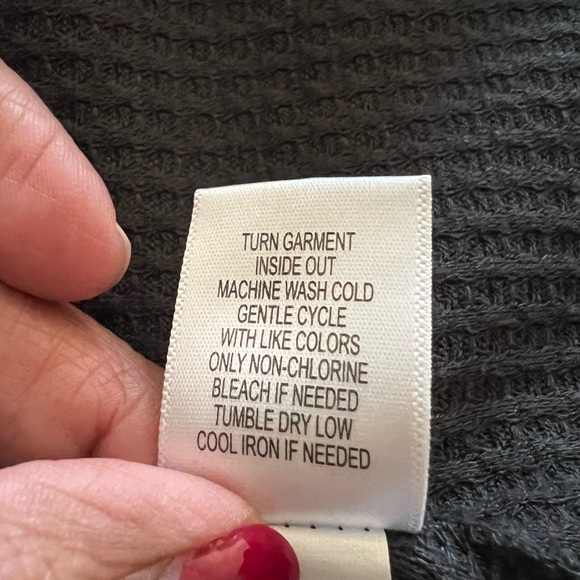 TURN GARMENT
INSIDE OUT
MACHINE WASH COLD
GENTLE CYCLE
WITH LIKE COLORS
ONLY NON-CHLORINE
BLEACH IF NEEDED
TUMBLE DRY LOW
COOL IRON IF NEEDED